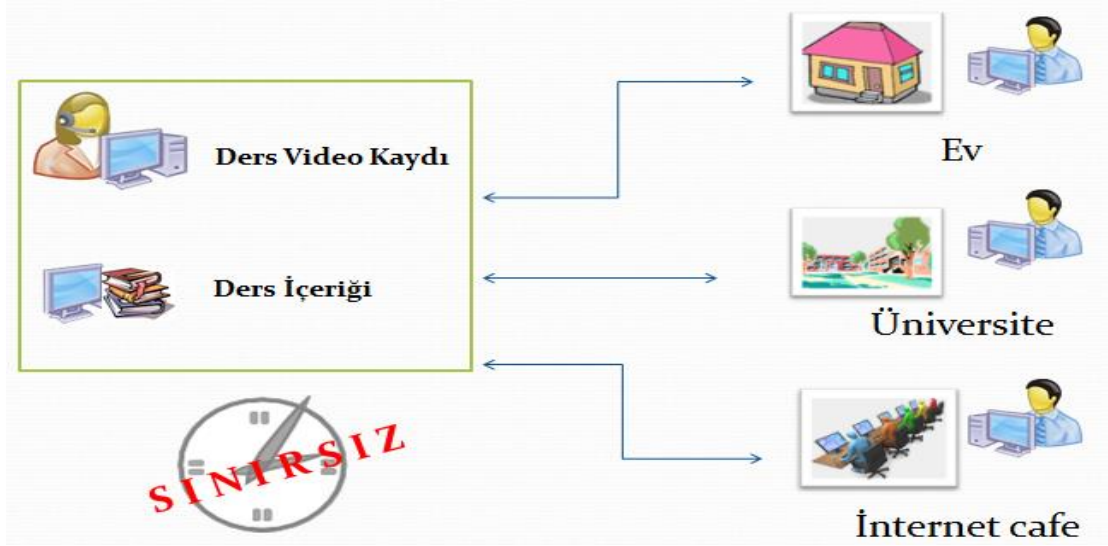 Ders Video Kaydı
Ders İçeriği
SINIRSIZ
Ev
Üniversite
İnternet cafe